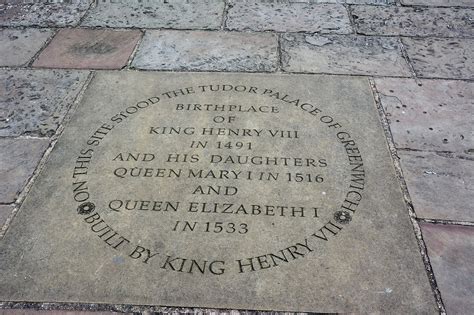 ON THIS SITE STOOD THE TUDOR PALACE OF GREENWICH
BIRTHPLACE
OF
KING HENRY VIII
IN 1491
AND HIS DAUGHTERS
QUEEN MARY I IN 1516
AND
QUEEN ELIZABETH I
IN 1533
BUILT BY KING HENRY VII